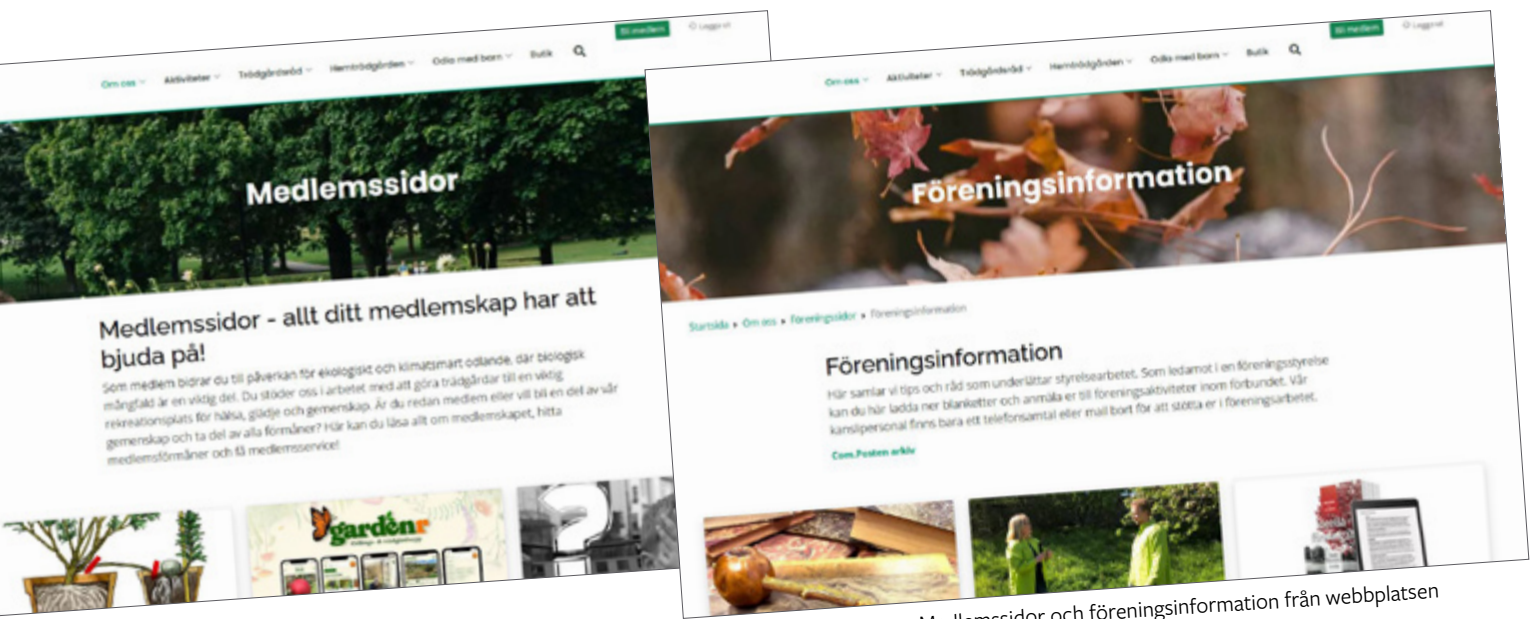 Bli medlem Logga ut
Om oss Aktiviteter Trädgårdsråd Hemträdgården Odla med barn Butik
Medlemssidor
Medlemssidor - allt ditt medlemskap har att
bjuda på!
Som medlem bidrar du till påverkan för ekologiskt och klimatsmart odlande, där biologisk
mångfald är en viktig del. Du stöder oss i arbetet med att göra trädgårdar till en viktig
rekreationsplats för hälsa, glädje och gemenskap. Är du redan medlem eller vill bli en del av vår
gemenskap och ta del av alla förmåner? Här kan du läsa allt om medlemskapet, hitta
medlemsförmåner och få medlemsservice!
gardenr
?
Bli medlem Logga ut
Om oss Aktiviteter Trädgårdsråd Hemträdgården Odla med barn Butik
Föreningsinformation
Startsida » Om oss » Föreningssidor » Föreningsinformation
Föreningsinformation
Här samlar vi tips och råd som underlättar styrelsearbetet. Som ledamot i en föreningsstyrelse
kan du här ladda ner blanketter och anmäla er till föreningsaktiviteter inom förbundet. Vår
kanslipersonal finns bara ett telefonsamtal eller mail bort för att stötta er i föreningsarbetet.
Com.Posten arkiv
Medlemssidor och föreningsinformation från webbplatsen